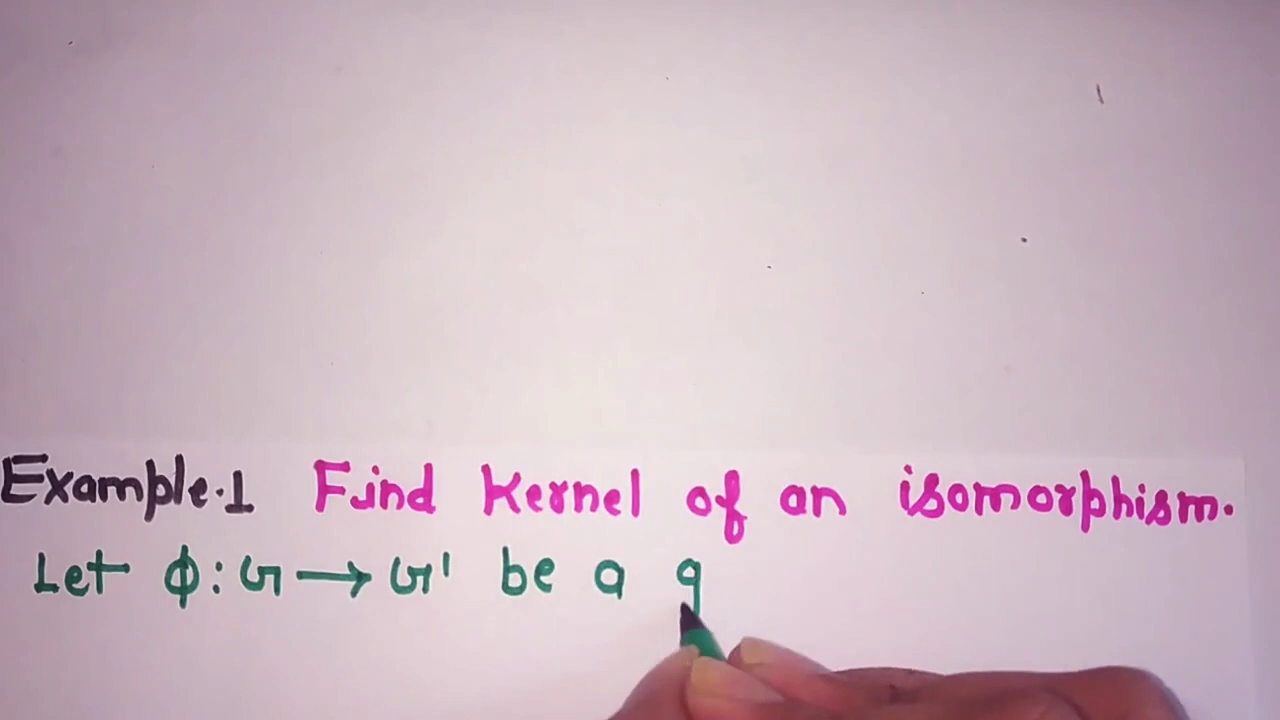 Example.1 Find Kernel of an isomorphism.
Let ϕ: G → G' be a g